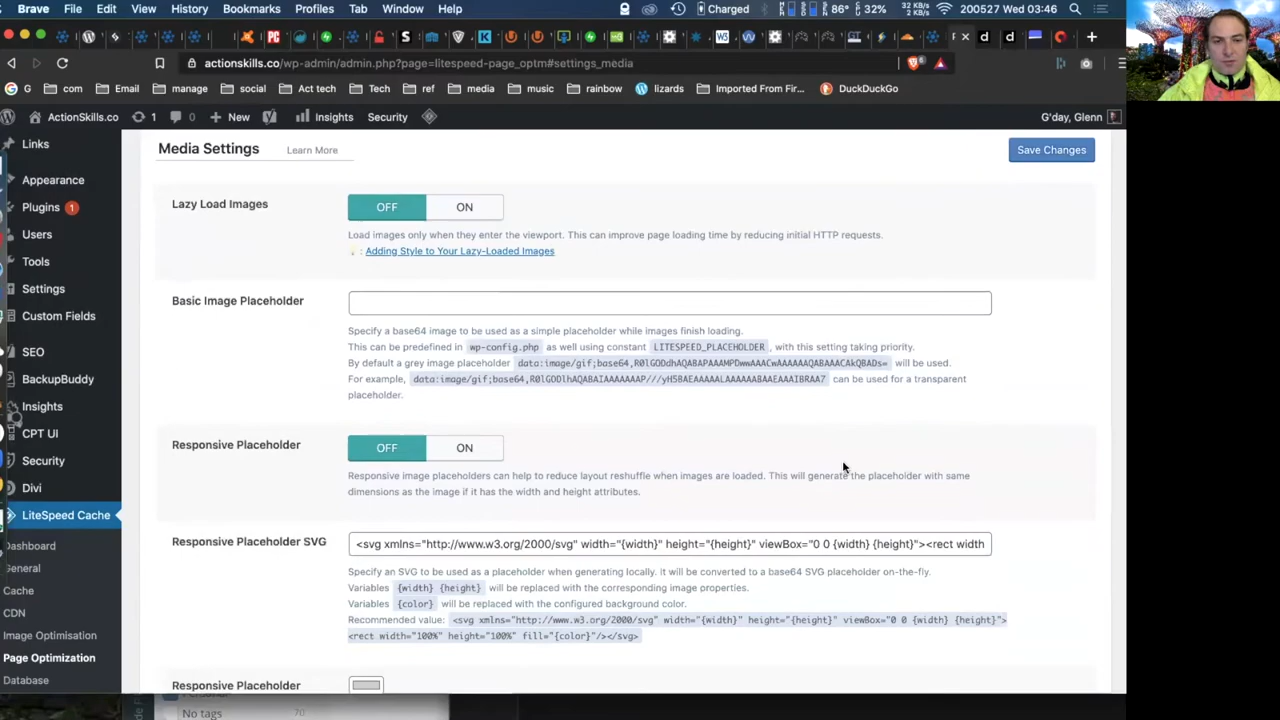 Brave File Edit View History Bookmarks Profiles Tab Window Help Charged 86° 32% 32 KB/s 2 KB/s 200527 Wed 03:46
actionskills.co/wp-admin/admin.php?page=litespeed-page_optm#settings_media
G com Email manage social Act tech Tech ref media music rainbow lizards Imported From Fir... DuckDuckGo
ActionSkills.co 1 0 New Insights Security G'day, Glenn
Links
Appearance
Plugins 1
Users
Tools
Settings
Custom Fields
SEO
BackupBuddy
Insights
CPT UI
Security
Divi
LiteSpeed Cache
Dashboard
General
Cache
CDN
Image Optimisation
Page Optimization
Database
Media Settings Learn More Save Changes
Lazy Load Images OFF ON
Load images only when they enter the viewport. This can improve page loading time by reducing initial HTTP requests.
: Adding Style to Your Lazy-Loaded Images
Basic Image Placeholder
Specify a base64 image to be used as a simple placeholder while images finish loading.
This can be predefined in wp-config.php as well using constant LITESPEED_PLACEHOLDER , with this setting taking priority.
By default a grey image placeholder will be used.
For example, can be used for a transparent
placeholder.
Responsive Placeholder OFF ON
Responsive image placeholders can help to reduce layout reshuffle when images are loaded. This will generate the placeholder with same
dimensions as the image if it has the width and height attributes.
Responsive Placeholder SVG <svg xmlns="http://www.w3.org/2000/svg" width="{width}" height="{height}" viewBox="0 0 {width} {height}"><rect width
Specify an SVG to be used as a placeholder when generating locally. it will be converted to a base64 SVG placeholder on-the-fly.
Variables {width} {height} will be replaced with the corresponding image properties.
Variables {color} will be replaced with the configured background color.
Recommended value: <svg xmlns="http://www.w3.org/2000/svg" width="{width}" height="{height}" viewBox="0 0 {width} {height}">
<rect width="100%" height="100%" fill="{color}"/></svg>
Responsive Placeholder
No tags 70